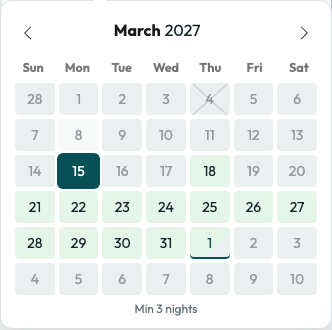 March 2027
Sun Mon Tue Wed Thu Fri Sat
28 1 2 3 4 5 6
7 8 9 10 11 12 13
14 15 16 17 18 19 20
21 22 23 24 25 26 27
28 29 30 31 1 2 3
4 5 6 7 8 9 10
Min 3 nights